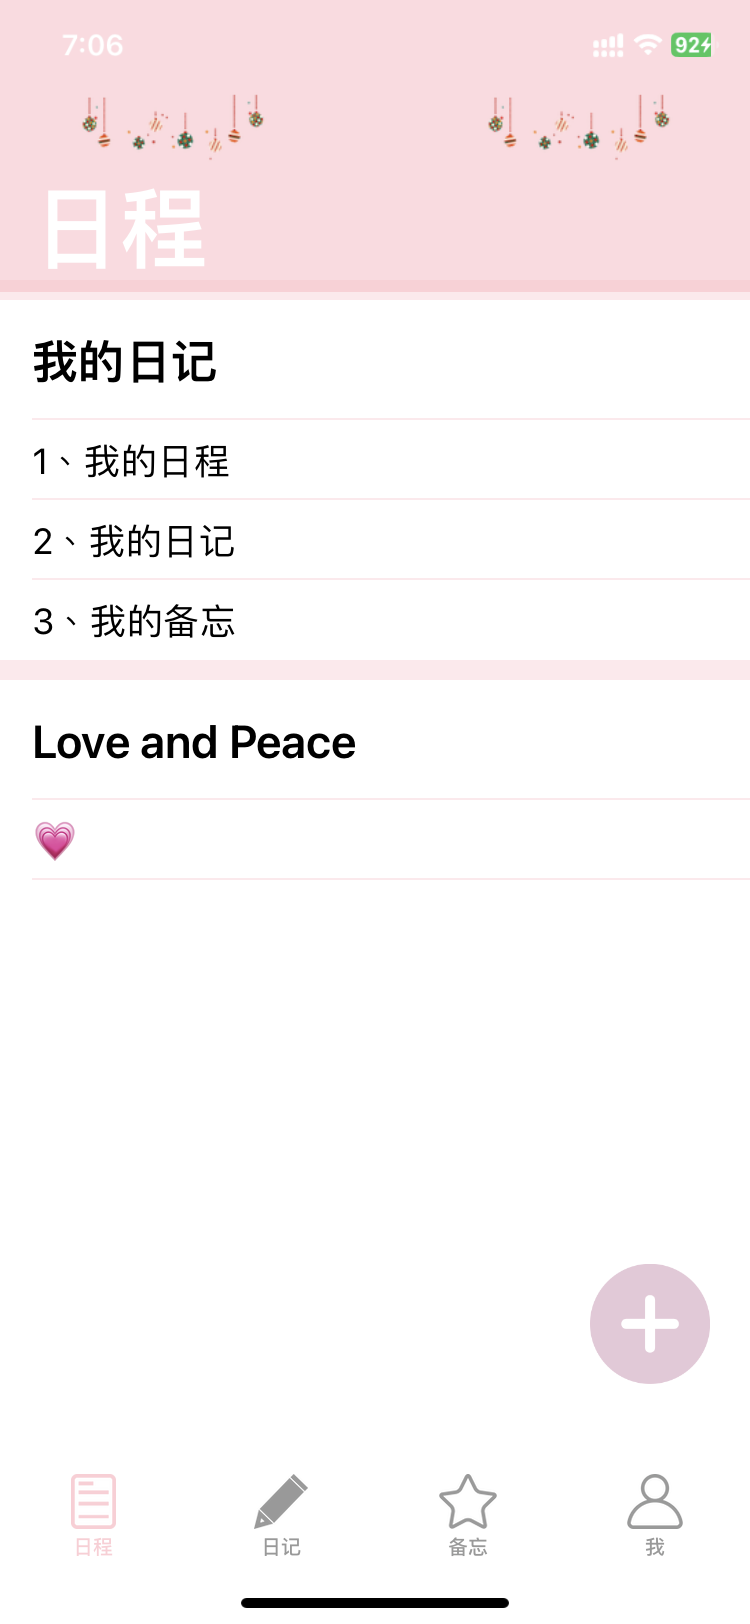 7:06
92
日程
我的日记
1、我的日程
2、我的日记
3、我的备忘
Love and Peace
日程
日记
备忘
我